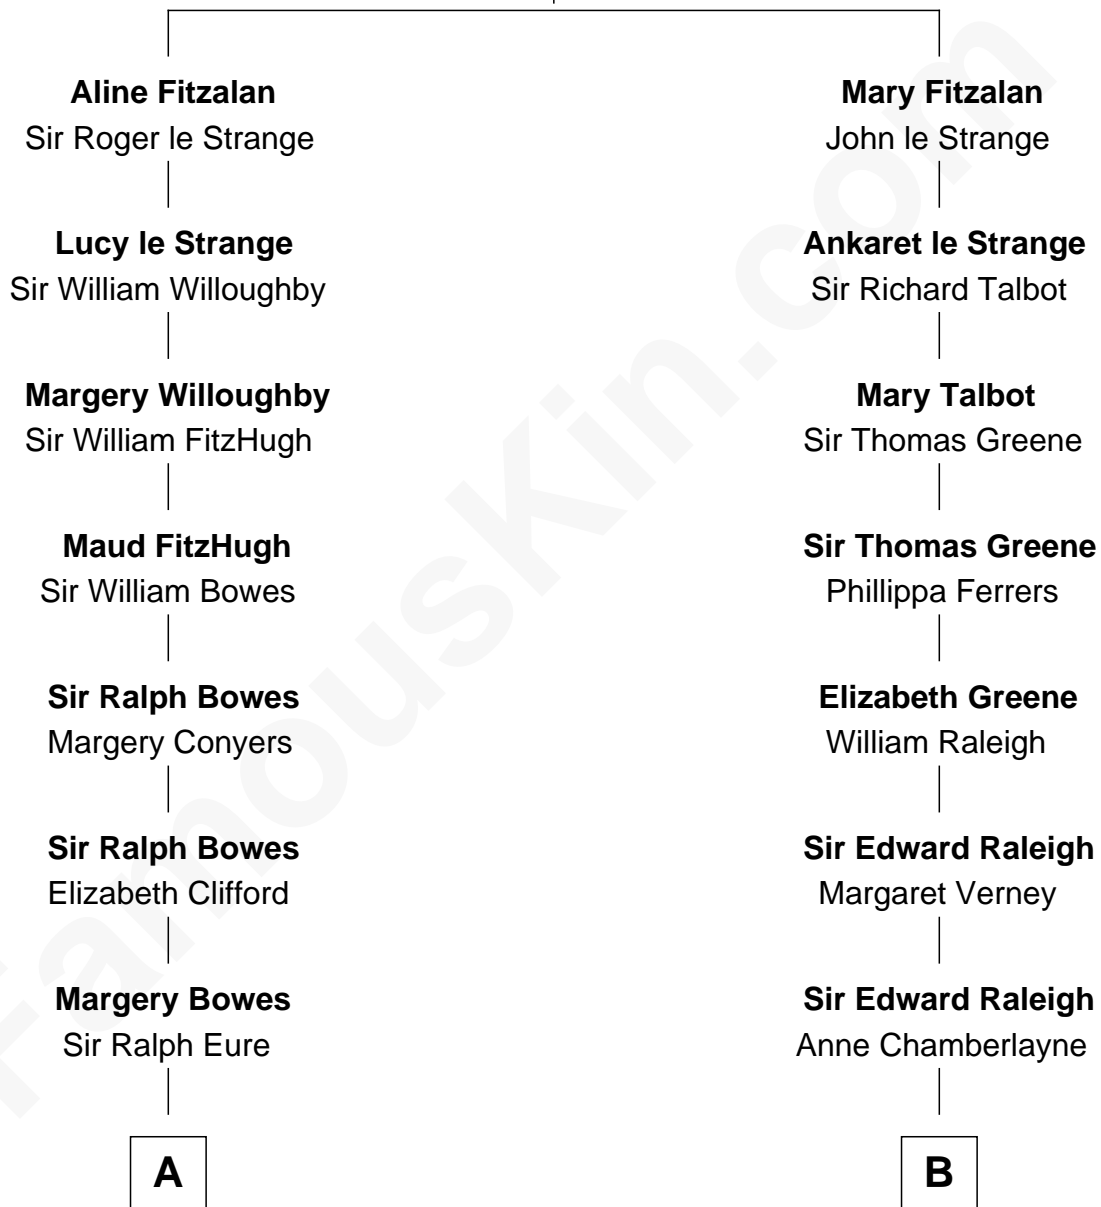 Aline Fitzalan
Sir Roger le Strange
Mary Fitzalan
John le Strange
Lucy le Strange
Sir William Willoughby
Ankaret le Strange
Sir Richard Talbot
Margery Willoughby
Sir William FitzHugh
Mary Talbot
Sir Thomas Greene
Maud FitzHugh
Sir William Bowes
Sir Thomas Greene
Phillippa Ferrers
Sir Ralph Bowes
Margery Conyers
Elizabeth Greene
William Raleigh
Sir Ralph Bowes
Elizabeth Clifford
Sir Edward Raleigh
Margaret Verney
Margery Bowes
Sir Ralph Eure
Sir Edward Raleigh
Anne Chamberlayne
A
B
FamousKin.com